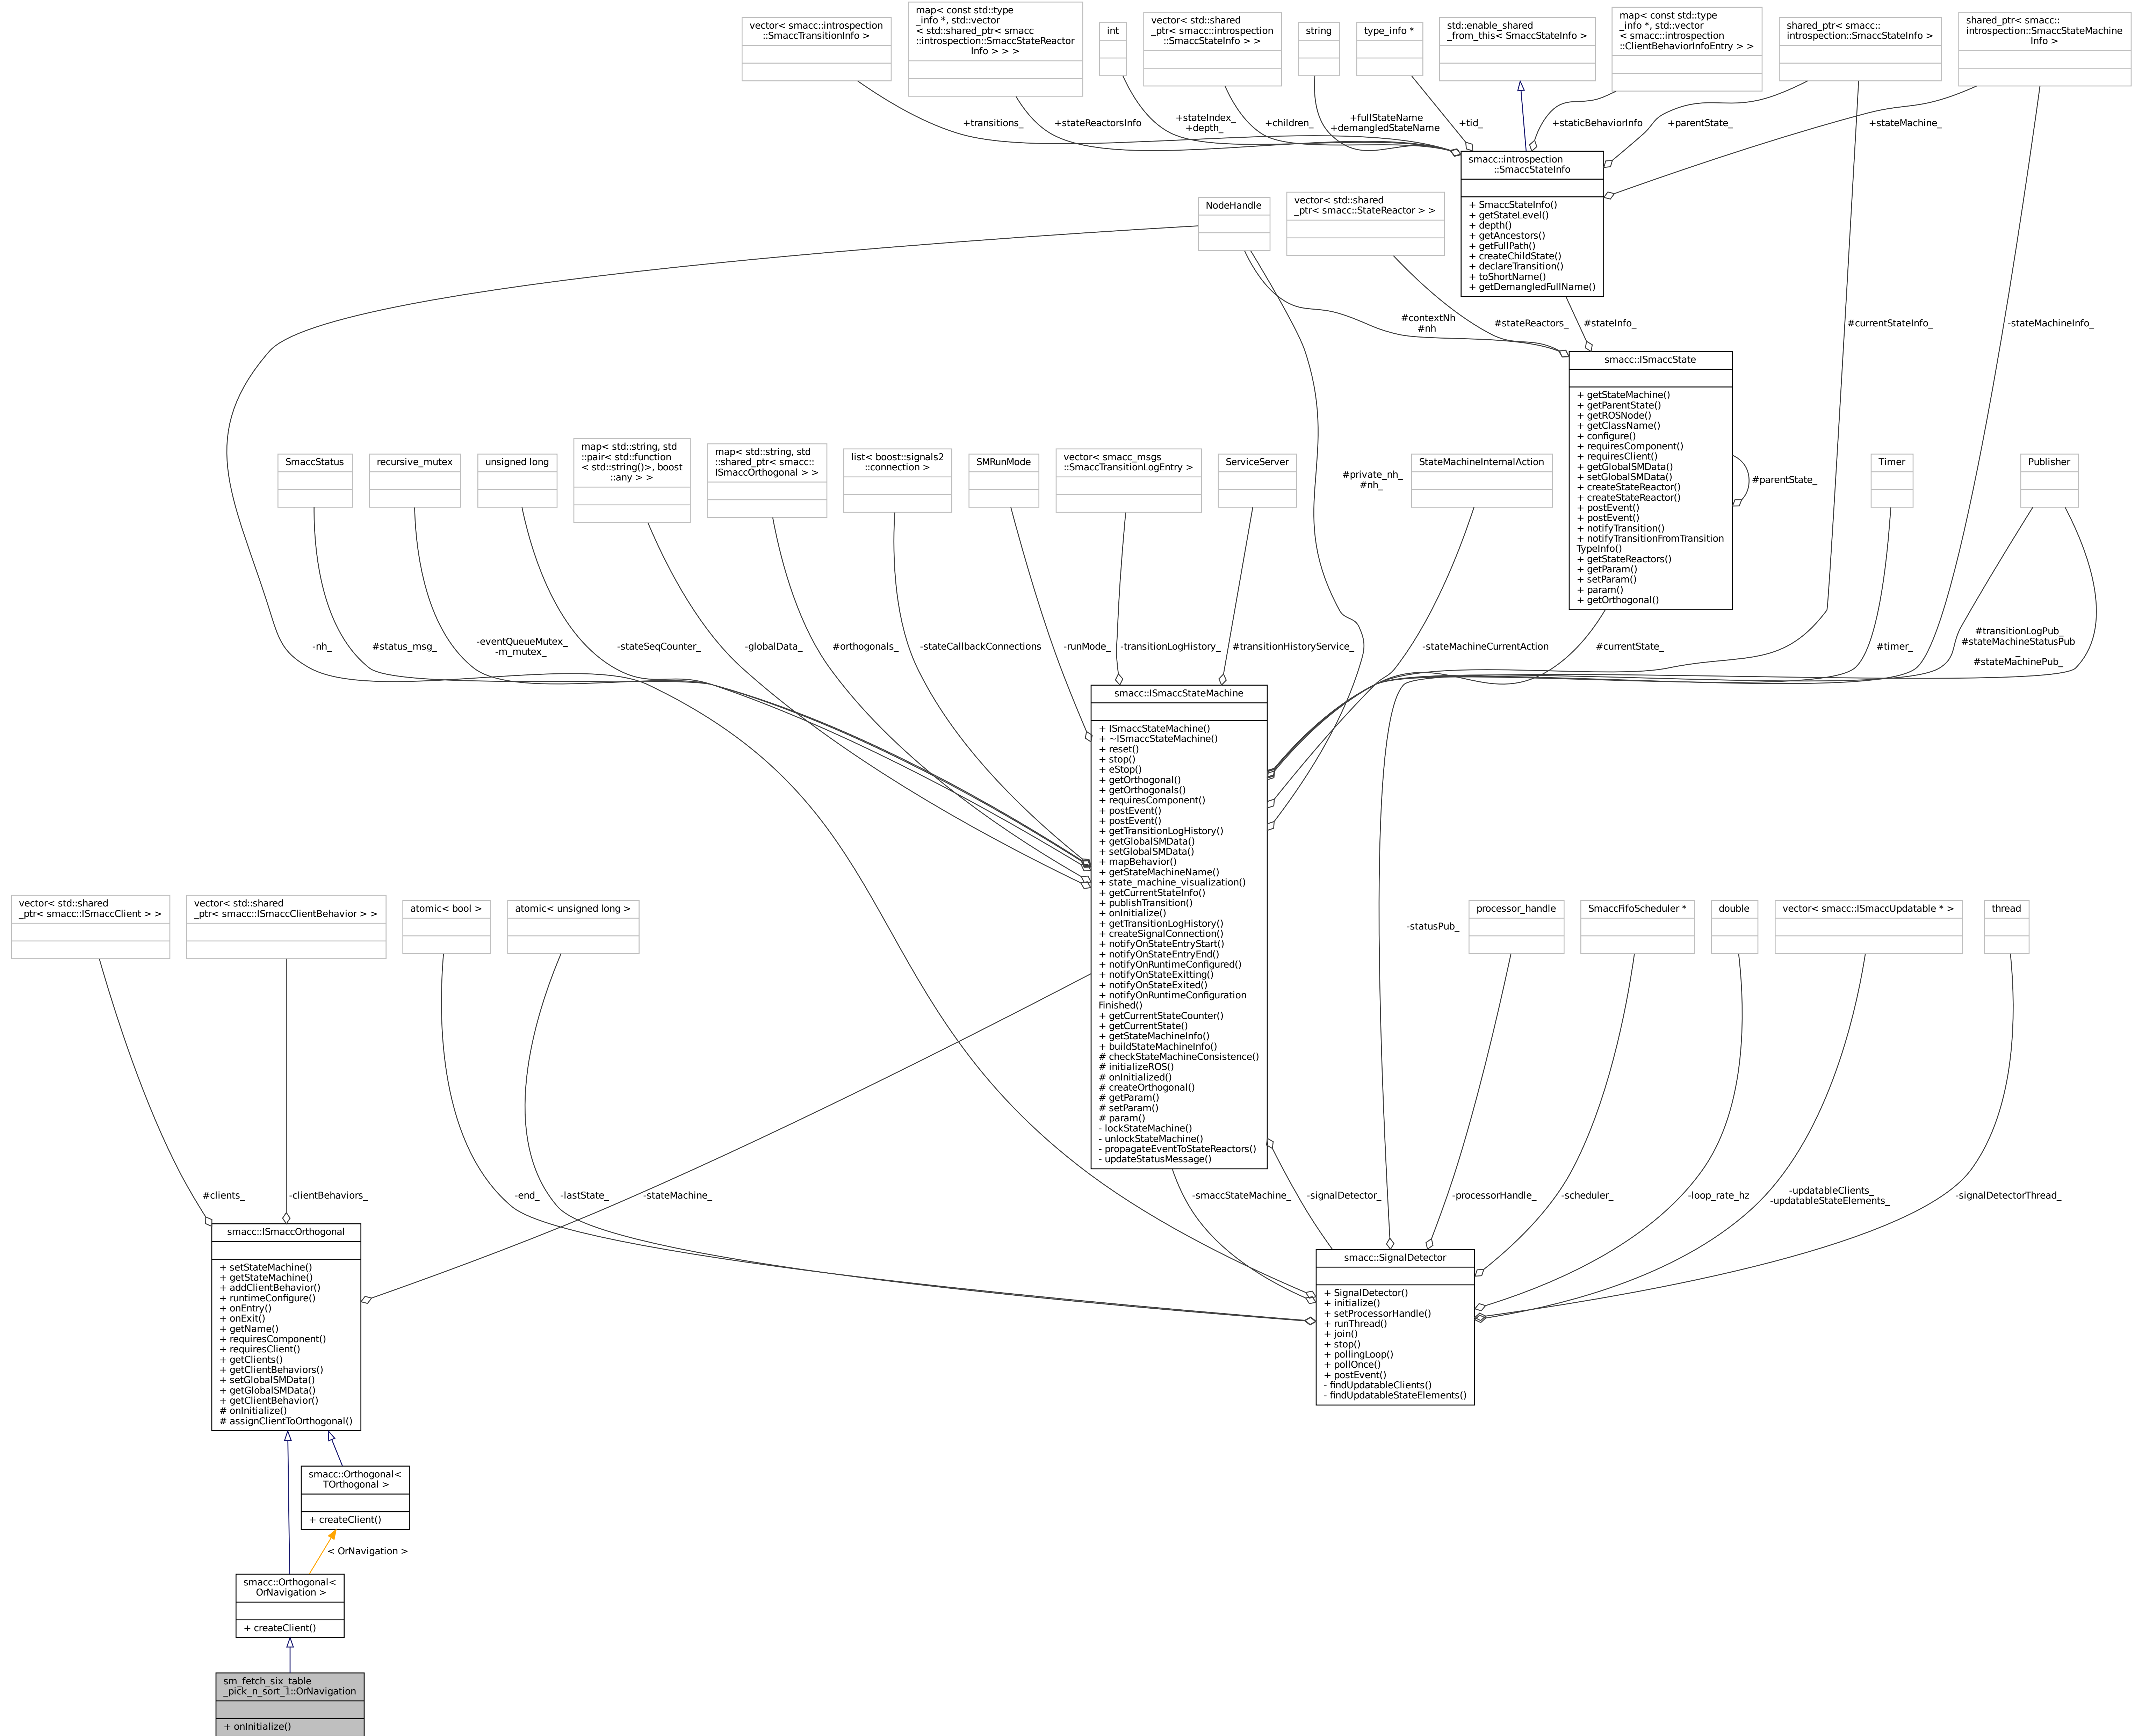 vector< smacc::introspection
::SmaccTransitionInfo >
map< const std::type
_info *, std::vector
< std::shared_ptr< smacc
::introspection::SmaccStateReactor
Info > > >
int
vector< std::shared
_ptr< smacc::introspection
::SmaccStateInfo > >
string
type_info *
std::enable_shared
_from_this< SmaccStateInfo >
map< const std::type
_info *, std::vector
< smacc::introspection
::ClientBehaviorInfoEntry > >
shared_ptr< smacc::
introspection::SmaccStateInfo >
shared_ptr< smacc::
introspection::SmaccStateMachine
Info >
+transitions_
+stateReactorsInfo
+stateIndex_
+depth_
+children_
+fullStateName
+demangledStateName
+tid_
+staticBehaviorInfo
+parentState_
+stateMachine_
smacc::introspection
::SmaccStateInfo
+ SmaccStateInfo()
+ getStateLevel()
+ depth()
+ getAncestors()
+ getFullPath()
+ createChildState()
+ declareTransition()
+ toShortName()
+ getDemangledFullName()
NodeHandle
vector< std::shared
_ptr< smacc::StateReactor > >
#contextNh
#nh
#stateReactors_
#stateInfo_
#currentStateInfo_
-stateMachineInfo_
smacc::ISmaccState
+ getStateMachine()
+ getParentState()
+ getROSNode()
+ getClassName()
+ configure()
+ requiresComponent()
+ requiresClient()
+ getGlobalSMData()
+ setGlobalSMData()
+ createStateReactor()
+ createStateReactor()
+ postEvent()
+ postEvent()
+ notifyTransition()
+ notifyTransitionFromTransition
TypeInfo()
+ getStateReactors()
+ getParam()
+ setParam()
+ param()
+ getOrthogonal()
#parentState_
SmaccStatus
recursive_mutex
unsigned long
map< std::string, std
::pair< std::function
< std::string()>, boost
::any > >
map< std::string, std
::shared_ptr< smacc::
ISmaccOrthogonal > >
list< boost::signals2
::connection >
SMRunMode
vector< smacc_msgs
::SmaccTransitionLogEntry >
ServiceServer
#private_nh_
#nh_
StateMachineInternalAction
Timer
Publisher
-nh_
#status_msg_
-eventQueueMutex_
-m_mutex_
-stateSeqCounter_
-globalData_
#orthogonals_
-stateCallbackConnections
-runMode_
-transitionLogHistory_
#transitionHistoryService_
-stateMachineCurrentAction
#currentState_
#timer_
#transitionLogPub_
#stateMachineStatusPub
_
#stateMachinePub_
smacc::ISmaccStateMachine
+ ISmaccStateMachine()
+ ~ISmaccStateMachine()
+ reset()
+ stop()
+ eStop()
+ getOrthogonal()
+ getOrthogonals()
+ requiresComponent()
+ postEvent()
+ postEvent()
+ getTransitionLogHistory()
+ getGlobalSMData()
+ setGlobalSMData()
+ mapBehavior()
+ getStateMachineName()
+ state_machine_visualization()
+ getCurrentStateInfo()
+ publishTransition()
+ onInitialize()
+ getTransitionLogHistory()
+ createSignalConnection()
+ notifyOnStateEntryStart()
+ notifyOnStateEntryEnd()
+ notifyOnRuntimeConfigured()
+ notifyOnStateExitting()
+ notifyOnStateExited()
+ notifyOnRuntimeConfiguration
Finished()
+ getCurrentStateCounter()
+ getCurrentState()
+ getStateMachineInfo()
+ buildStateMachineInfo()
# checkStateMachineConsistence()
# initializeROS()
# onInitialized()
# createOrthogonal()
# getParam()
# setParam()
# param()
- lockStateMachine()
- unlockStateMachine()
- propagateEventToStateReactors()
- updateStatusMessage()
vector< std::shared
_ptr< smacc::ISmaccClient > >
vector< std::shared
_ptr< smacc::ISmaccClientBehavior > >
atomic< bool >
atomic< unsigned long >
-statusPub_
processor_handle
SmaccFifoScheduler *
double
vector< smacc::ISmaccUpdatable * >
thread
#clients_
-clientBehaviors_
-end_
-lastState_
-stateMachine_
-smaccStateMachine_
-signalDetector_
-processorHandle_
-scheduler_
-loop_rate_hz
-updatableClients_
-updatableStateElements_
-signalDetectorThread_
smacc::ISmaccOrthogonal
+ setStateMachine()
+ getStateMachine()
+ addClientBehavior()
+ runtimeConfigure()
+ onEntry()
+ onExit()
+ getName()
+ requiresComponent()
+ requiresClient()
+ getClients()
+ getClientBehaviors()
+ setGlobalSMData()
+ getGlobalSMData()
+ getClientBehavior()
# onInitialize()
# assignClientToOrthogonal()
smacc::SignalDetector
+ SignalDetector()
+ initialize()
+ setProcessorHandle()
+ runThread()
+ join()
+ stop()
+ pollingLoop()
+ pollOnce()
+ postEvent()
- findUpdatableClients()
- findUpdatableStateElements()
smacc::Orthogonal<
TOrthogonal >
+ createClient()
< OrNavigation >
smacc::Orthogonal<
OrNavigation >
+ createClient()
sm_fetch_six_table
_pick_n_sort_1::OrNavigation
+ onInitialize()